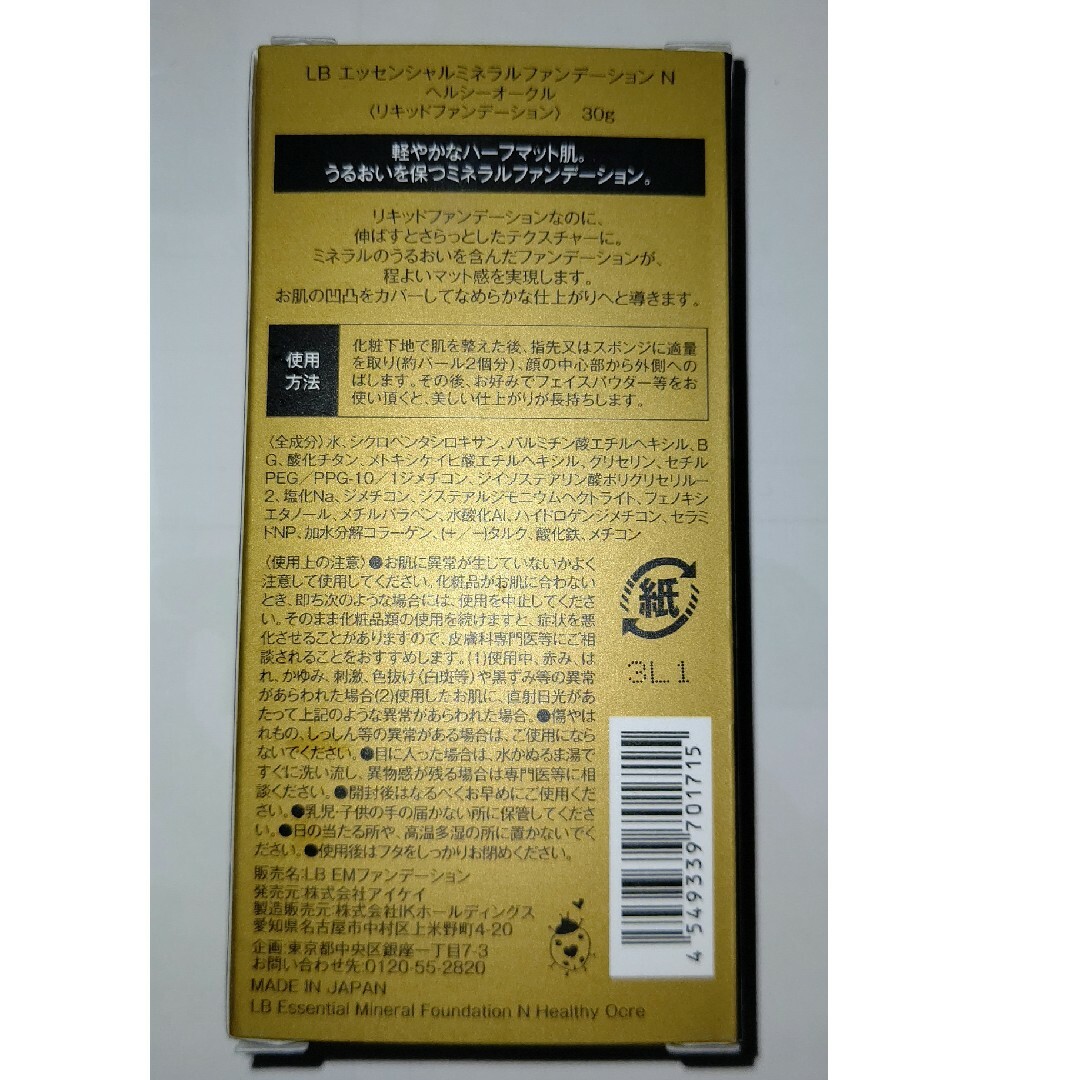 LB エッセンシャルミネラルファンデーション N
ヘルシーオークル
〈リキッドファンデーション〉 30g
軽やかなハーフマット肌。
うるおいを保つミネラルファンデーション。
リキッドファンデーションなのに、
伸ばすとさらっとしたテクスチャーに。
ミネラルのうるおいを含んだファンデーションが、
程よいマット感を実現します。
お肌の凹凸をカバーしてなめらかな仕上がりへと導きます。
使用
方法
化粧下地で肌を整えた後、指先又はスポンジに適量
を取り(約パール2個分)、顔の中心部から外側への
ばします。その後、お好みでフェイスパウダー等をお
使い頂くと、美しい仕上がりが長持ちします。
〈全成分〉水、シクロペンタシロキサン、パルミチン酸エチルヘキシル、B
G、酸化チタン、メトキシケイヒ酸エチルヘキシル、グリセリン、セチル
PEG/PPG-10/1ジメチコン、ジイソステアリン酸ポリグリセリル-
2、塩化Na、ジメチコン、ジステアルジモニウムヘクトライト、フェノキシ
エタノール、メチルパラベン、水酸化Al、ハイドロゲンジメチコン、セラミ
ドNP、加水分解コラーゲン、(+/-)タルク、酸化鉄、メチコン
〈使用上の注意〉●お肌に異常が生じていないかよく
注意して使用してください。化粧品がお肌に合わない
とき、即ち次のような場合には、使用を中止してくださ
い。そのまま化粧品類の使用を続けますと、症状を悪
化させることがありますので、皮膚科専門医等にご相
談されることをおすすめします。(1)使用中、赤み、は
れ、かゆみ、刺激、色抜け(白斑等)や黒ずみ等の異常
があらわれた場合(2)使用したお肌に、直射日光があ
たって上記のような異常があらわれた場合。●傷やは
れもの、しっしん等の異常がある場合は、ご使用になら
ないでください。●目に入った場合は、水かぬるま湯で
すぐに洗い流し、異物感が残る場合は専門医等に相
談ください。●開封後はなるべくお早めにご使用くだ
さい。●乳児・子供の手の届かない所に保管してくださ
い。●日の当たる所や、高温多湿の所に置かないでく
ださい。●使用後はフタをしっかりお閉めください。
紙
3L1
4 549339 701715
販売名:LB EMファンデーション
発売元:株式会社アイケイ
製造販売元:株式会社IKホールディングス
愛知県名古屋市中村区上米野町4-20
企画:東京都中央区銀座一丁目7-3
お問い合わせ先:0120-55-2820
MADE IN JAPAN
LB Essential Mineral Foundation N Healthy Ocre